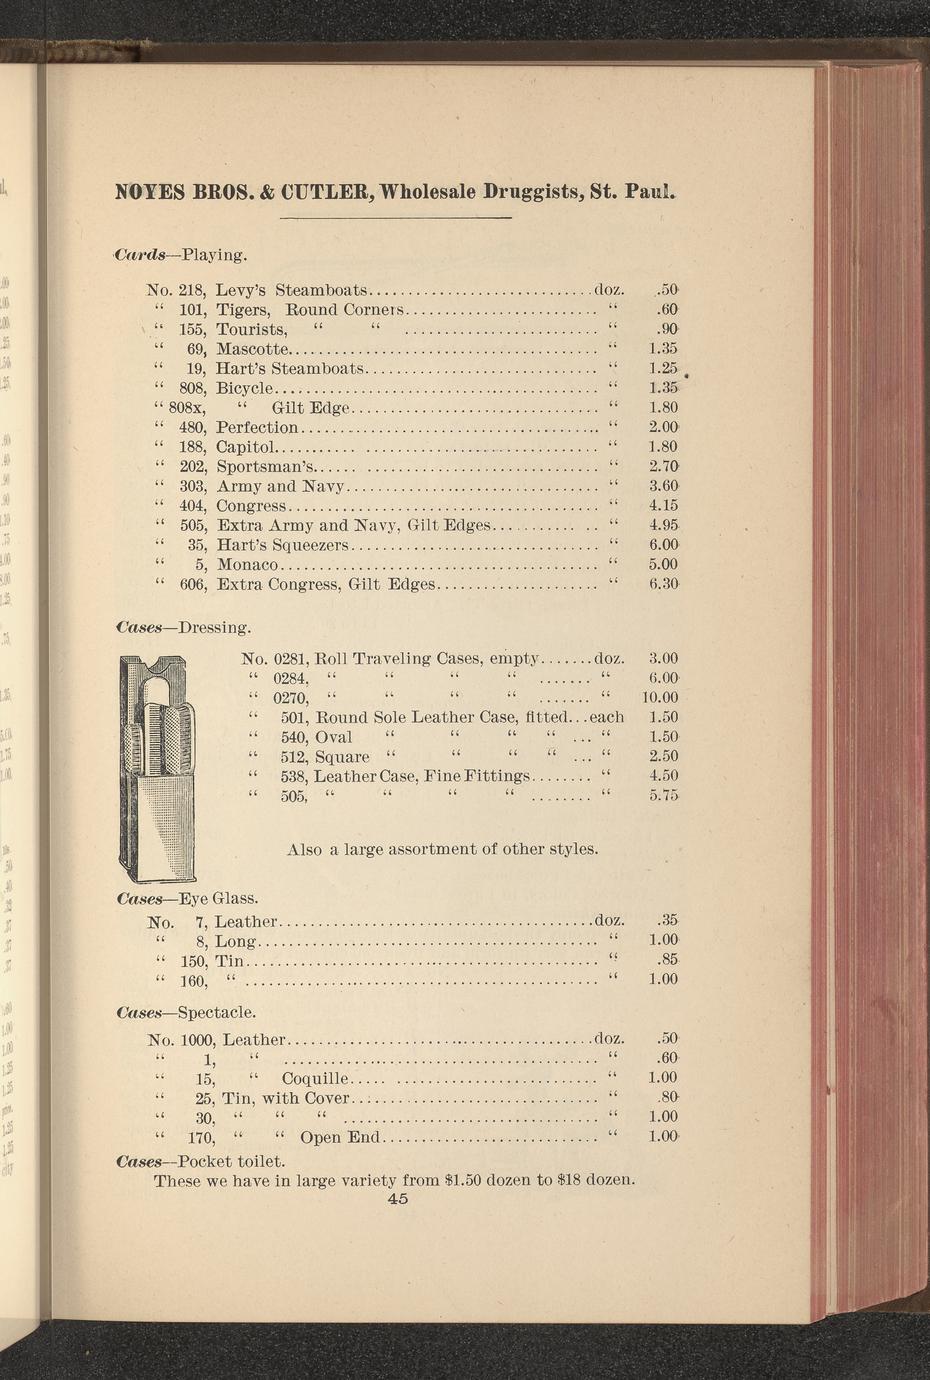 NOYES BROS. & CUTLER, Wholesale Druggists, St. Paul.
Cards—Playing.
No. 218, Levy's Steamboats..........................doz. .50
“ 101, Tigers, Round Corners........................ “ .60
“ 155, Tourists, “ “ ........................ “ .90
“ 69, Mascotte........................................ “ 1.35
“ 19, Hart's Steamboats.............................. “ 1.25
“ 808, Bicycle.......................................... “ 1.35
“ 808x, “ Gilt Edge................................ “ 1.80
“ 480, Perfection...................................... “ 2.00
“ 188, Capitol.......................................... “ 1.80
“ 202, Sportsman's.................................... “ 2.70
“ 303, Army and Navy................................ “ 3.60
“ 404, Congress........................................ “ 4.15
“ 505, Extra Army and Navy, Gilt Edges............ “ 4.95
“ 35, Hart's Squeezers................................ “ 6.00
“ 5, Monaco.......................................... “ 5.00
“ 606, Extra Congress, Gilt Edges.................... “ 6.30
Cases—Dressing.
No. 0281, Roll Traveling Cases, empty.......doz. 3.00
“ 0284, “ “ “ “ ....... “ 6.00
“ 0270, “ “ “ “ ....... “ 10.00
“ 501, Round Sole Leather Case, fitted...each 1.50
“ 540, Oval “ “ “ “ ... “ 1.50
“ 512, Square “ “ “ “ ... “ 2.50
“ 538, Leather Case, Fine Fittings........ “ 4.50
“ 505, “ “ “ “ ........ “ 5.75
Also a large assortment of other styles.
Cases—Eye Glass.
No. 7, Leather........................................doz. .35
“ 8, Long............................................ “ 1.00
“ 150, Tin.............................................. “ .85
“ 160, “ .............................................. “ 1.00
Cases—Spectacle.
No. 1000, Leather......................................doz. .50
“ 1, “ ........................................ “ .60
“ 15, “ Coquille............................... “ 1.00
“ 25, Tin, with Cover................................ “ .80
“ 30, “ “ “ ................................ “ 1.00
“ 170, “ “ Open End............................ “ 1.00
Cases—Pocket toilet.
These we have in large variety from $1.50 dozen to $18 dozen.
45